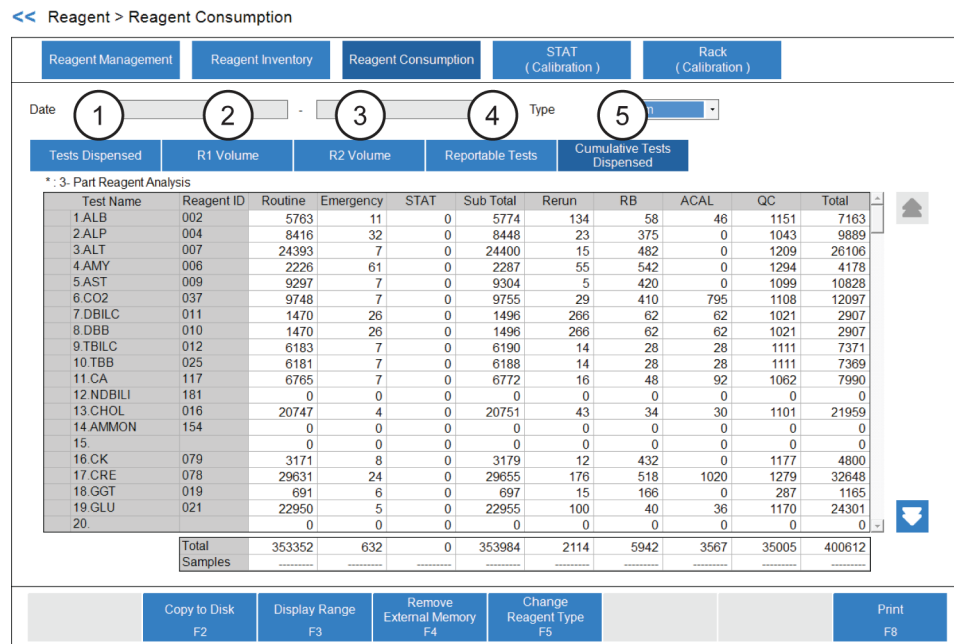 << Reagent > Reagent Consumption
Reagent Management Reagent Inventory Reagent Consumption STAT ( Calibration ) Rack ( Calibration )
Date 1 2 - 3 4 Type 5
Tests Dispensed R1 Volume R2 Volume Reportable Tests Cumulative Tests Dispensed
* : 3- Part Reagent Analysis
Test Name Reagent ID Routine Emergency STAT Sub Total Rerun RB ACAL QC Total
1.ALB 002 5763 11 0 5774 134 58 46 1151 7163
2.ALP 004 8416 32 0 8448 23 375 0 1043 9889
3.ALT 007 24393 7 0 24400 15 482 0 1209 26106
4.AMY 006 2226 61 0 2287 55 542 0 1294 4178
5.AST 009 9297 7 0 9304 5 420 0 1099 10828
6.CO2 037 9748 7 0 9755 29 410 795 1108 12097
7.DBILC 011 1470 26 0 1496 266 62 62 1021 2907
8.DBB 010 1470 26 0 1496 266 62 62 1021 2907
9.TBILC 012 6183 7 0 6190 14 28 28 1111 7371
10.TBB 025 6181 7 0 6188 14 28 28 1111 7369
11.CA 117 6765 7 0 6772 16 48 92 1062 7990
12.NDBILI 181 0 0 0 0 0 0 0 0 0
13.CHOL 016 20747 4 0 20751 43 34 30 1101 21959
14.AMMON 154 0 0 0 0 0 0 0 0 0
15. 0 0 0 0 0 0 0 0 0
16.CK 079 3171 8 0 3179 12 432 0 1177 4800
17.CRE 078 29631 24 0 29655 176 518 1020 1279 32648
18.GGT 019 691 6 0 697 15 166 0 287 1165
19.GLU 021 22950 5 0 22955 100 40 36 1170 24301
20. 0 0 0 0 0 0 0 0 0
Total 353352 632 0 353984 2114 5942 3567 35005 400612
Samples --------- --------- --------- --------- --------- --------- --------- --------- ---------
Copy to Disk F2 Display Range F3 Remove External Memory F4 Change Reagent Type F5 Print F8